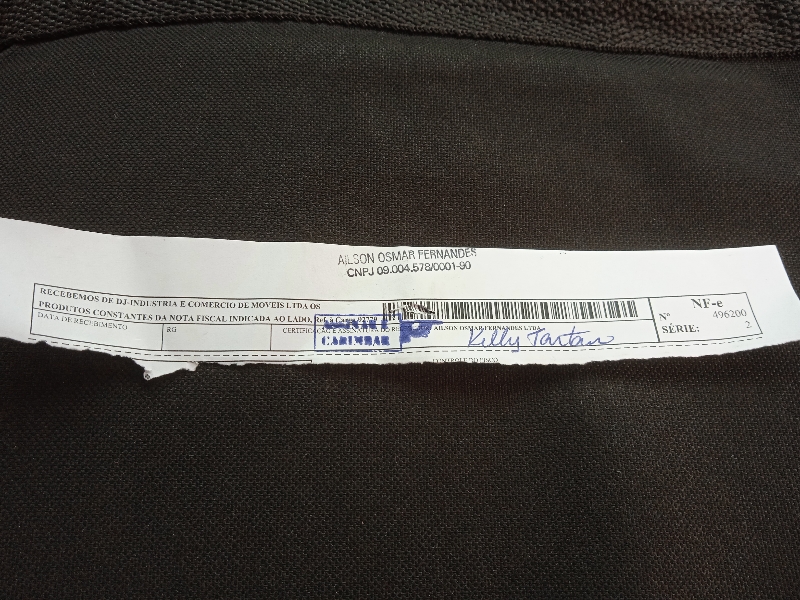 AILSON OSMAR FERNANDES
CNPJ 09.004.578/0001-90
RECEBEMOS DE DJ-INDUSTRIA E COMERCIO DE MOVEIS LTDA OS
PRODUTOS CONSTANTES DA NOTA FISCAL INDICADA AO LADO.
NF-e
Nº 496200
SÉRIE: 2
DATA DE RECEBIMENTO
RG
AILSON OSMAR FERNANDES LTDA
CARIMBAR
Kelly Tartan